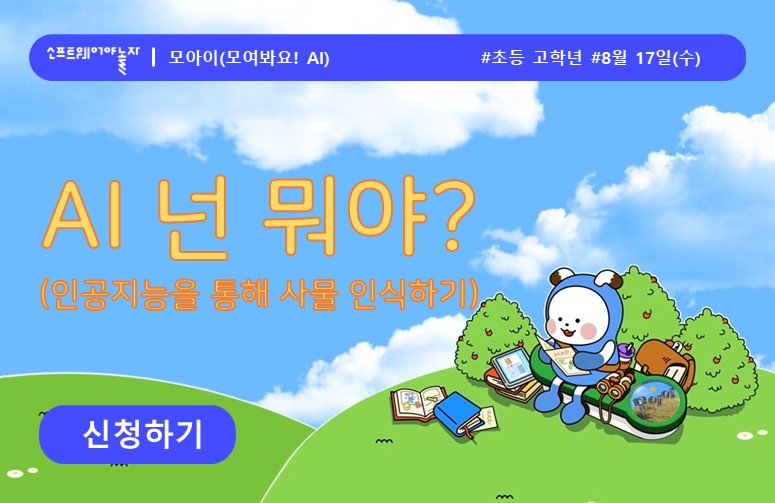 소프트웨어야놀자 | 모아이(모여봐요! AI)
#초등 고학년 #8월 17일(수)
AI 넌 뭐야?
(인공지능을 통해 사물 인식하기)
MAP
신청하기